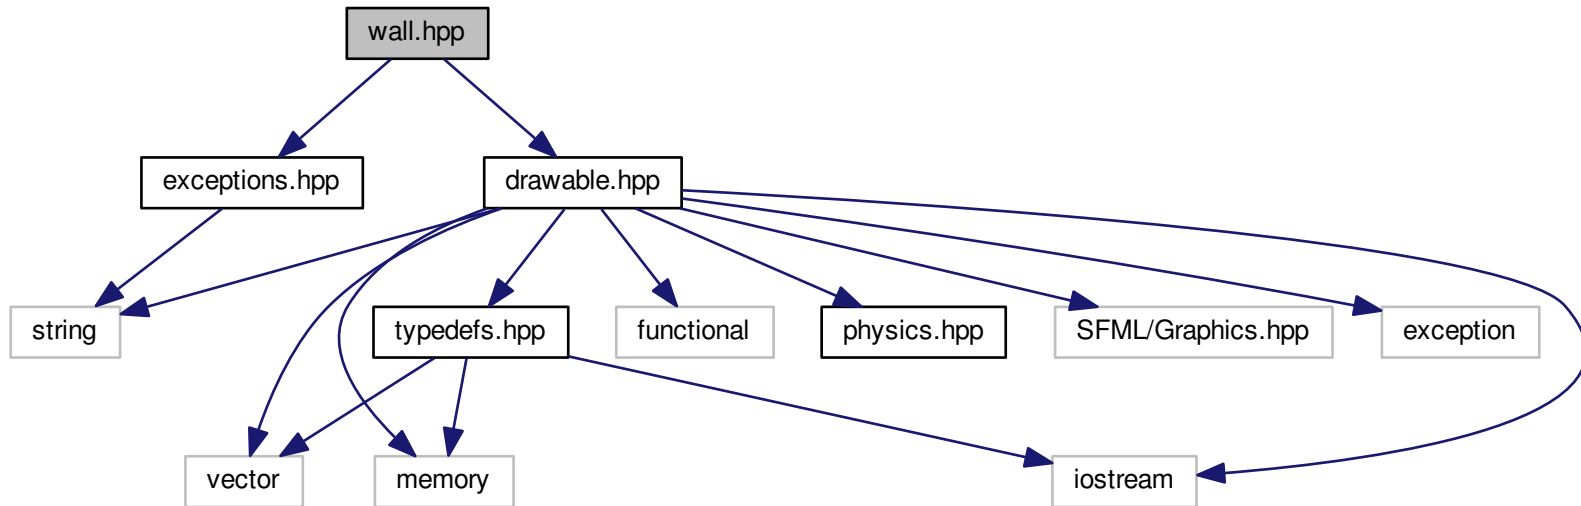 wall.hpp
exceptions.hpp
drawable.hpp
string
typedefs.hpp
functional
physics.hpp
SFML/Graphics.hpp
exception
vector
memory
iostream